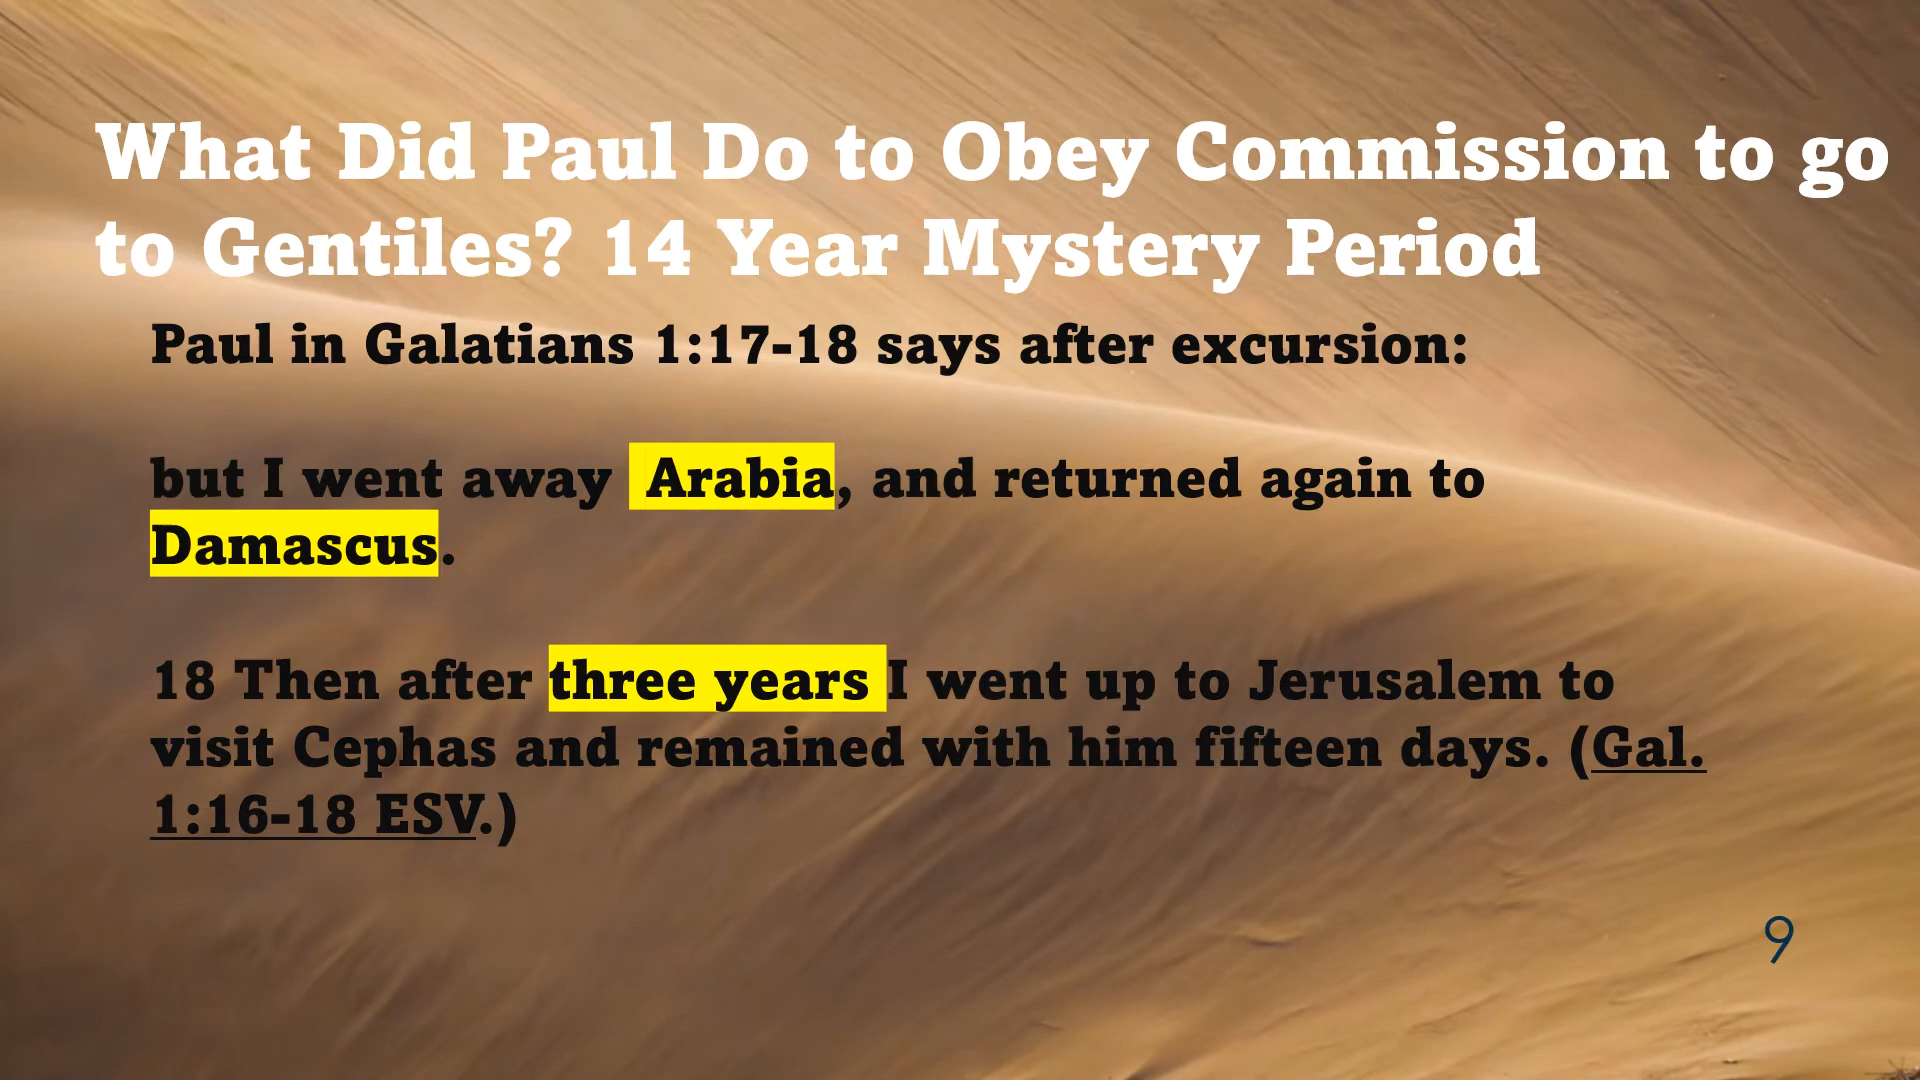 What Did Paul Do to Obey Commission to go
to Gentiles? 14 Year Mystery Period
Paul in Galatians 1:17-18 says after excursion:
but I went away Arabia, and returned again to
Damascus.
18 Then after three years I went up to Jerusalem to
visit Cephas and remained with him fifteen days. (Gal.
1:16-18 ESV.)
9